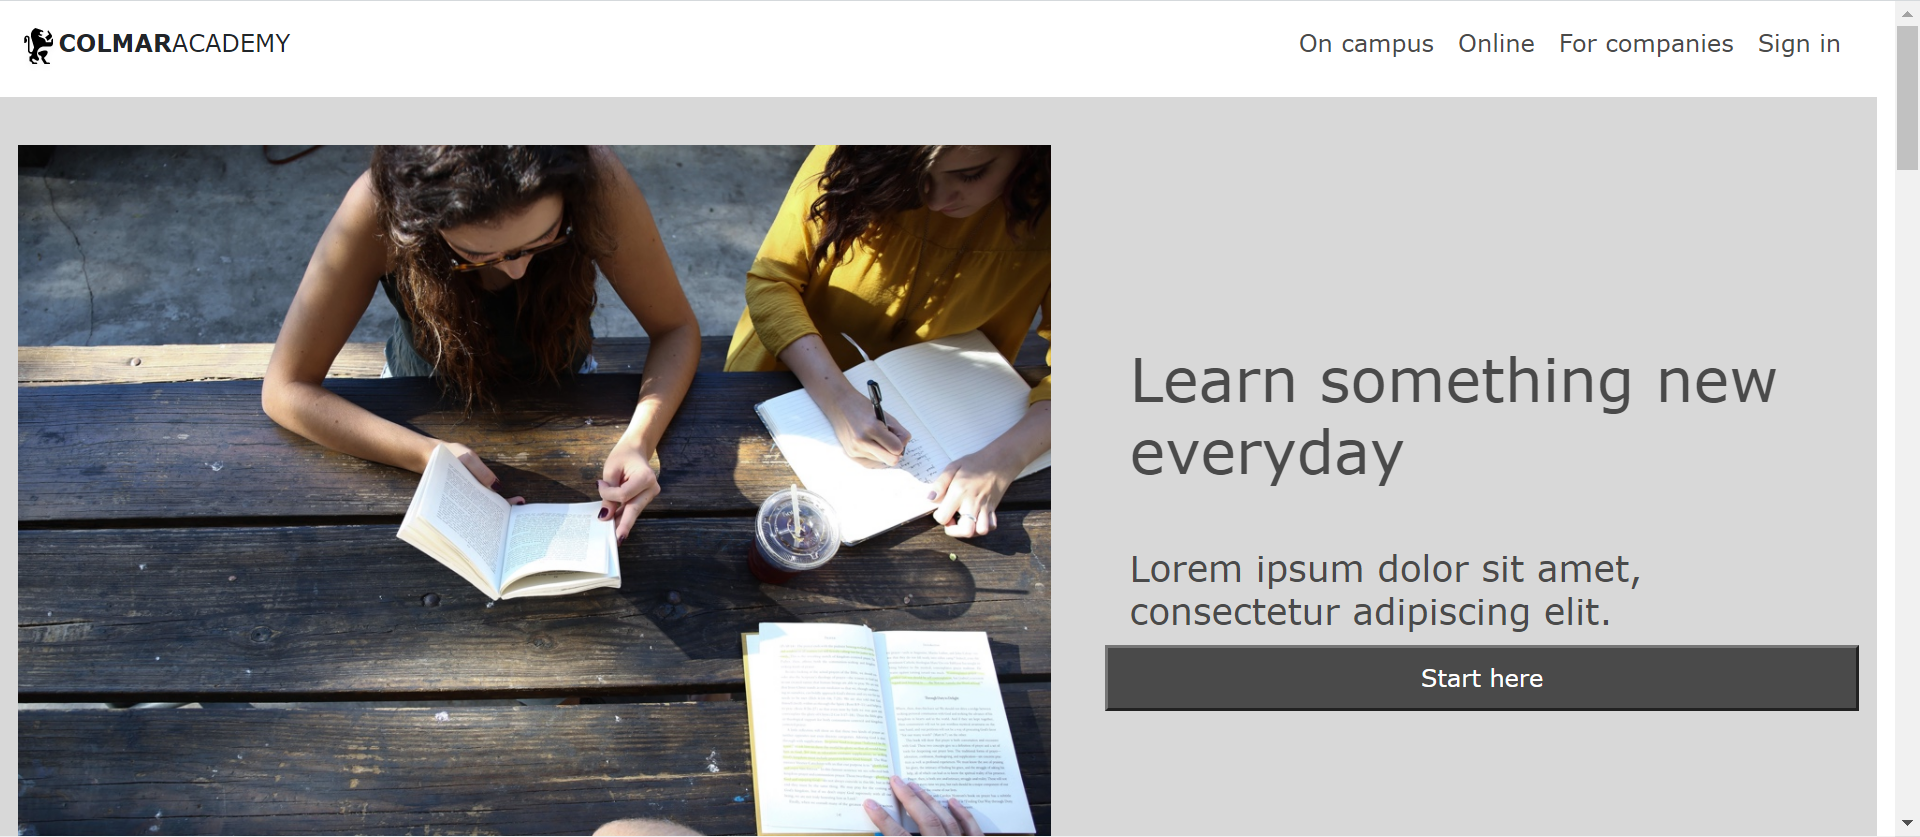 COLMARACADEMY
On campus Online For companies Sign in
Learn something new
everyday
Lorem ipsum dolor sit amet,
consectetur adipiscing elit.
Start here